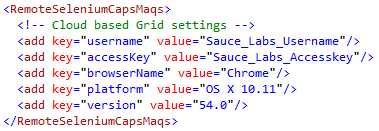 <RemoteSeleniumCapsMaqs>
<!-- Cloud based Grid settings -->
<add key="username" value="Sauce_Labs_Username"/>
<add key="accessKey" value="Sauce_Labs_Accesskey"/>
<add key="browserName" value="Chrome"/>
<add key="platform" value="OS X 10.11"/>
<add key="version" value="54.0"/>
</RemoteSeleniumCapsMaqs>